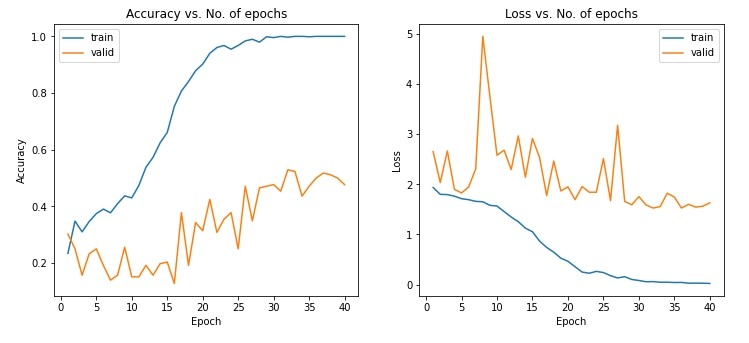 Accuracy vs. No. of epochs
train
valid
1.0
0.8
0.6
0.4
0.2
Accuracy
0 5 10 15 20 25 30 35 40
Epoch
Loss vs. No. of epochs
train
valid
5
4
3
2
1
0
Loss
0 5 10 15 20 25 30 35 40
Epoch